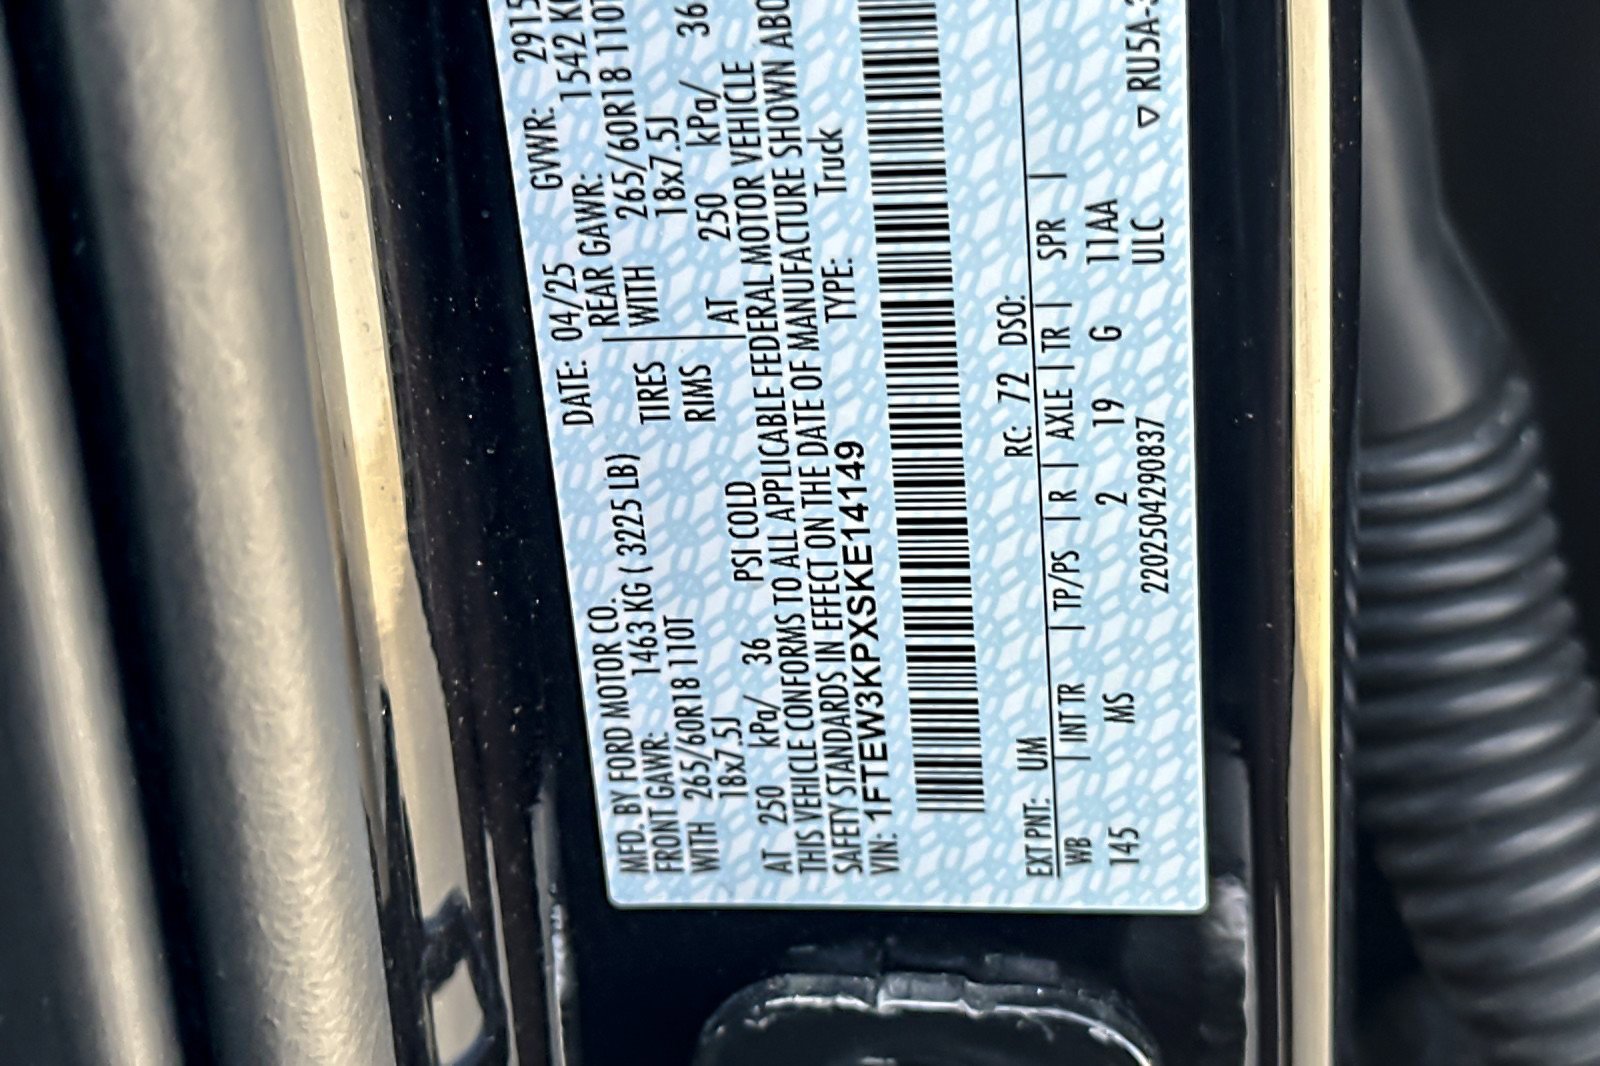 MFD. BY FORD MOTOR CO. DATE: 04/25 GVWR: 2915
FRONT GAWR: 1463 KG ( 3225 LB) REAR GAWR: 1542 KG
WITH 265/60R18 110T TIRES WITH 265/60R18 110T
18x7.5J RIMS 18x7.5J
AT 250 kPa/ 36 PSI COLD AT 250 kPa/ 36
THIS VEHICLE CONFORMS TO ALL APPLICABLE FEDERAL MOTOR VEHICLE
SAFETY STANDARDS IN EFFECT ON THE DATE OF MANUFACTURE SHOWN ABO
VIN: 1FTEW3KPXSKE14149 TYPE: Truck
EXT PNT: UM RC: 72 DSO:
WB | INT TR | TP/PS | R | AXLE | TR | SPR |
145 MS 2 19 G 11AA
220250429083​7 ULC ▽ RU5A-